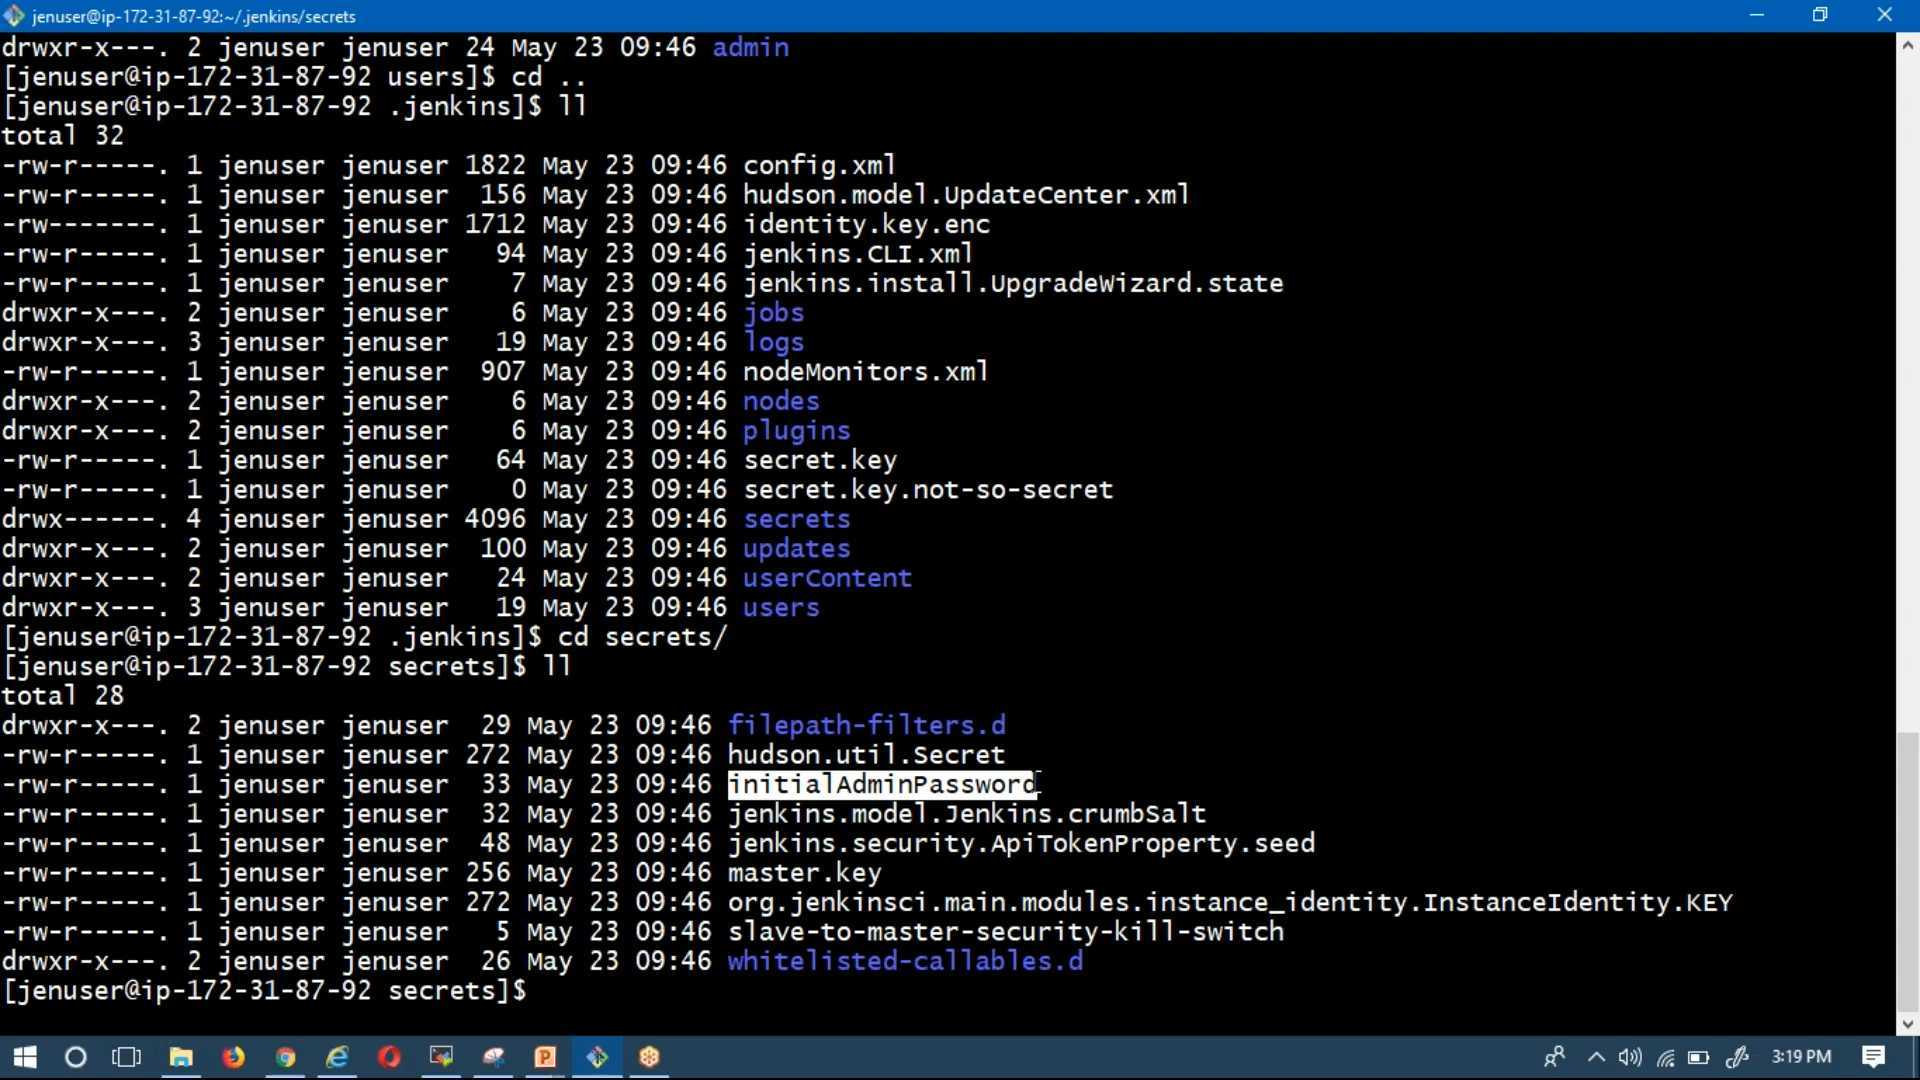 jenuser@ip-172-31-87-92:~/.jenkins/secrets
drwxr-x---. 2 jenuser jenuser 24 May 23 09:46 admin
[jenuser@ip-172-31-87-92 users]$ cd ..
[jenuser@ip-172-31-87-92 .jenkins]$ ll
total 32
-rw-r-----. 1 jenuser jenuser 1822 May 23 09:46 config.xml
-rw-r-----. 1 jenuser jenuser  156 May 23 09:46 hudson.model.UpdateCenter.xml
-rw-------. 1 jenuser jenuser 1712 May 23 09:46 identity.key.enc
-rw-r-----. 1 jenuser jenuser   94 May 23 09:46 jenkins.CLI.xml
-rw-r-----. 1 jenuser jenuser    7 May 23 09:46 jenkins.install.UpgradeWizard.state
drwxr-x---. 2 jenuser jenuser    6 May 23 09:46 jobs
drwxr-x---. 3 jenuser jenuser   19 May 23 09:46 logs
-rw-r-----. 1 jenuser jenuser  907 May 23 09:46 nodeMonitors.xml
drwxr-x---. 2 jenuser jenuser    6 May 23 09:46 nodes
drwxr-x---. 2 jenuser jenuser    6 May 23 09:46 plugins
-rw-r-----. 1 jenuser jenuser   64 May 23 09:46 secret.key
-rw-r-----. 1 jenuser jenuser    0 May 23 09:46 secret.key.not-so-secret
drwx------. 4 jenuser jenuser 4096 May 23 09:46 secrets
drwxr-x---. 2 jenuser jenuser  100 May 23 09:46 updates
drwxr-x---. 2 jenuser jenuser   24 May 23 09:46 userContent
drwxr-x---. 3 jenuser jenuser   19 May 23 09:46 users
[jenuser@ip-172-31-87-92 .jenkins]$ cd secrets/
[jenuser@ip-172-31-87-92 secrets]$ ll
total 28
drwxr-x---. 2 jenuser jenuser  29 May 23 09:46 filepath-filters.d
-rw-r-----. 1 jenuser jenuser 272 May 23 09:46 hudson.util.Secret
-rw-r-----. 1 jenuser jenuser  33 May 23 09:46 initialAdminPassword
-rw-r-----. 1 jenuser jenuser  32 May 23 09:46 jenkins.model.Jenkins.crumbSalt
-rw-r-----. 1 jenuser jenuser  48 May 23 09:46 jenkins.security.ApiTokenProperty.seed
-rw-r-----. 1 jenuser jenuser 256 May 23 09:46 master.key
-rw-r-----. 1 jenuser jenuser 272 May 23 09:46 org.jenkinsci.main.modules.instance_identity.InstanceIdentity.KEY
-rw-r-----. 1 jenuser jenuser   5 May 23 09:46 slave-to-master-security-kill-switch
drwxr-x---. 2 jenuser jenuser  26 May 23 09:46 whitelisted-callables.d
[jenuser@ip-172-31-87-92 secrets]$
3:19 PM